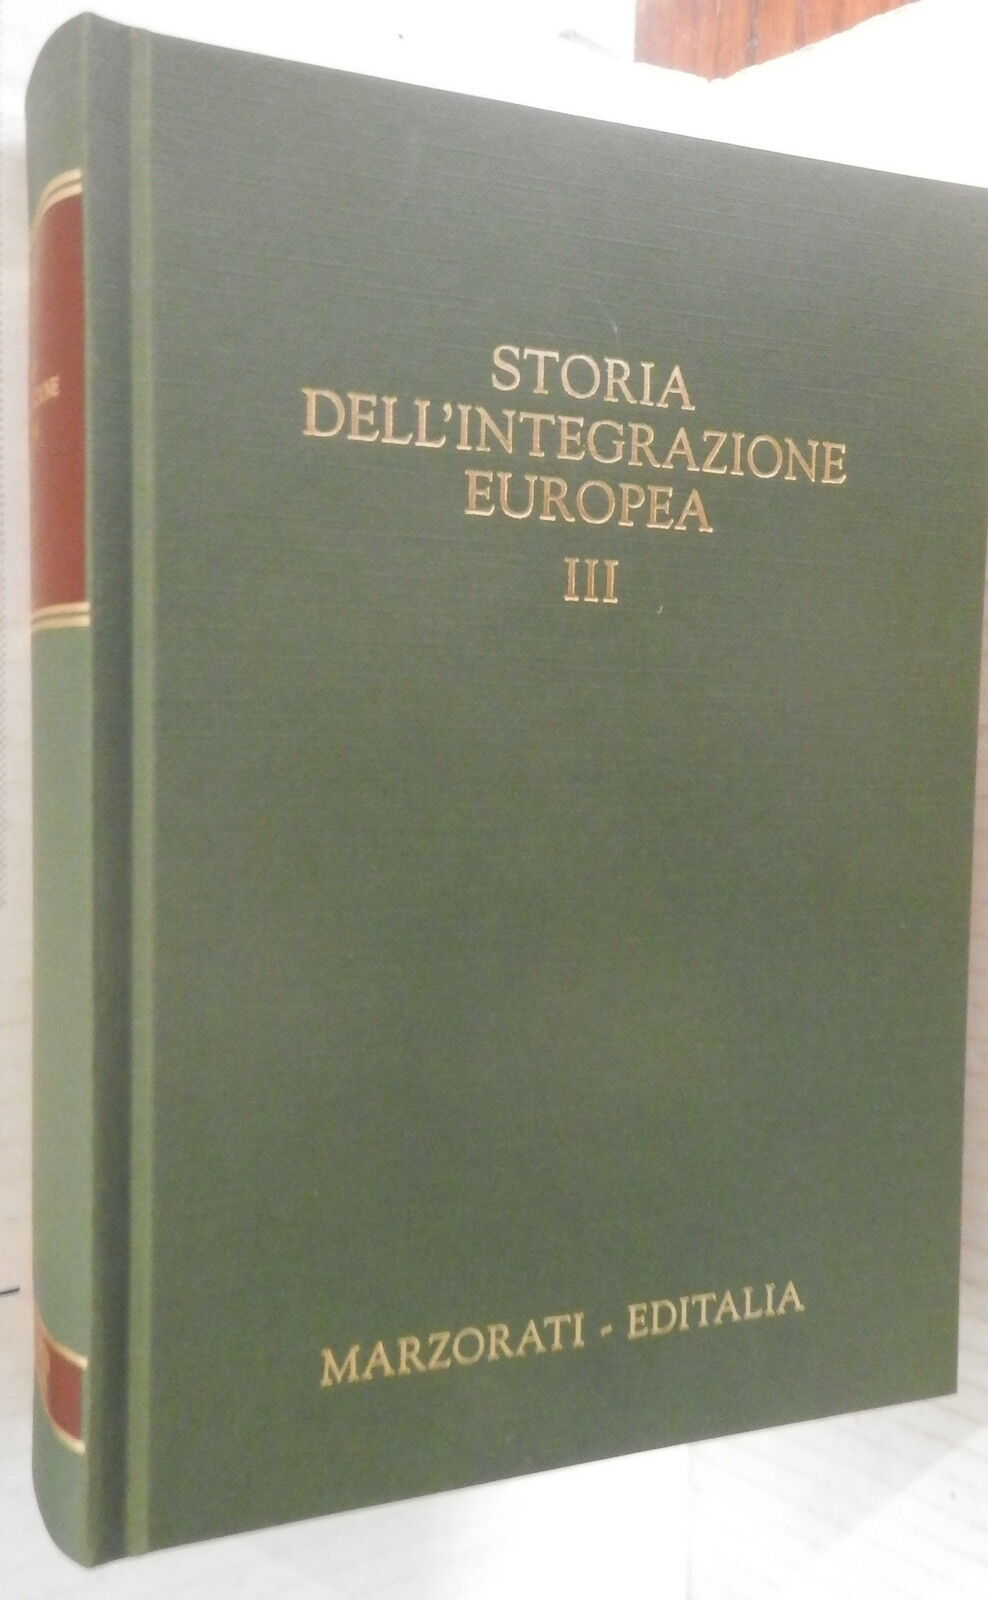 STORIA
DELL'INTEGRAZIONE
EUROPEA
III
MARZORATI - EDITALIA